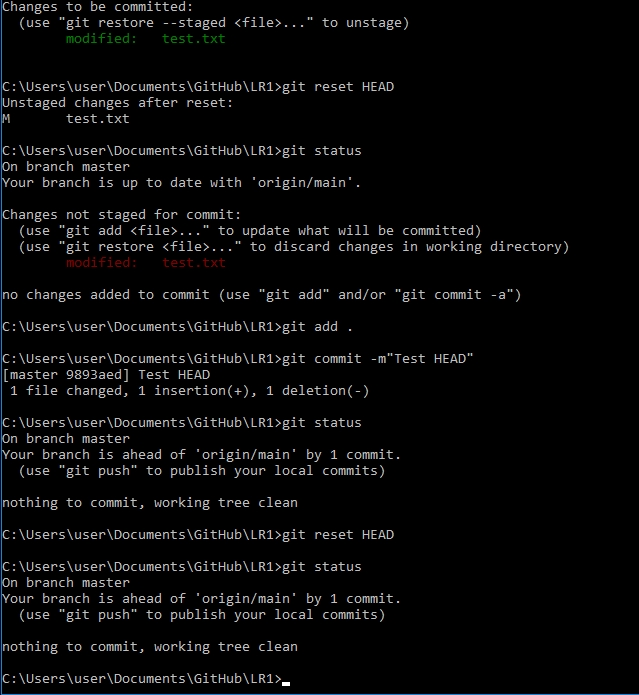 Changes to be committed:
  (use "git restore --staged <file>..." to unstage)
        modified:   test.txt
C:\Users\user\Documents\GitHub\LR1>git reset HEAD
Unstaged changes after reset:
M       test.txt
C:\Users\user\Documents\GitHub\LR1>git status
On branch master
Your branch is up to date with 'origin/main'.
Changes not staged for commit:
  (use "git add <file>..." to update what will be committed)
  (use "git restore <file>..." to discard changes in working directory)
        modified:   test.txt
no changes added to commit (use "git add" and/or "git commit -a")
C:\Users\user\Documents\GitHub\LR1>git add .
C:\Users\user\Documents\GitHub\LR1>git commit -m"Test HEAD"
[master 9893aed] Test HEAD
 1 file changed, 1 insertion(+), 1 deletion(-)
C:\Users\user\Documents\GitHub\LR1>git status
On branch master
Your branch is ahead of 'origin/main' by 1 commit.
  (use "git push" to publish your local commits)
nothing to commit, working tree clean
C:\Users\user\Documents\GitHub\LR1>git reset HEAD
C:\Users\user\Documents\GitHub\LR1>git status
On branch master
Your branch is ahead of 'origin/main' by 1 commit.
  (use "git push" to publish your local commits)
nothing to commit, working tree clean
C:\Users\user\Documents\GitHub\LR1>